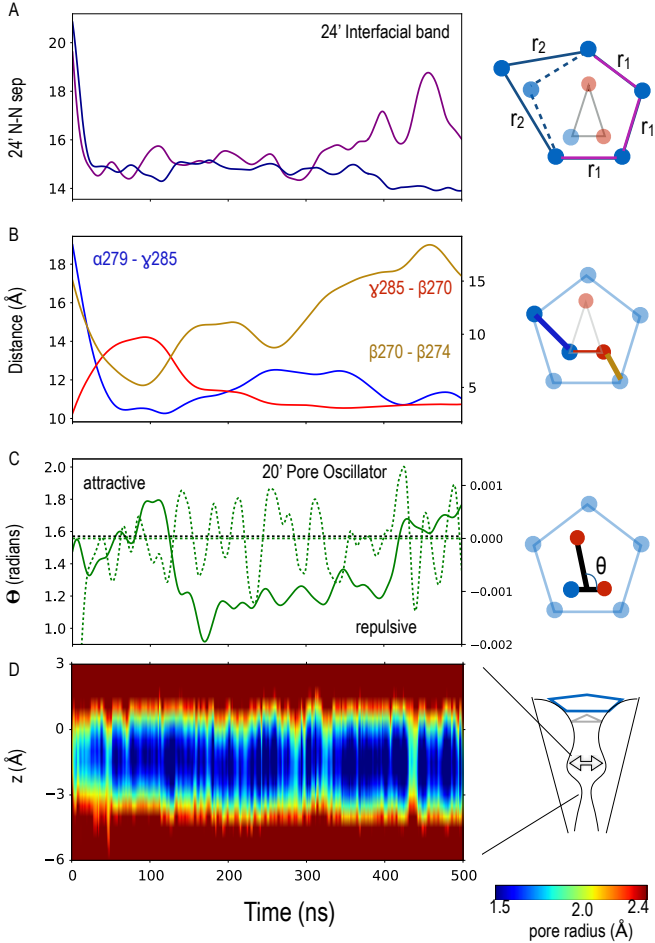 A
24' Interfacial band
24' N-N sep
20
18
16
14
r2
r1
r2
r1
r1
B
α279 - ɣ285
ɣ285 - β270
β270 - β274
Distance (Å)
18
16
14
12
10
15
10
5
C
20' Pore Oscillator
attractive
repulsive
Θ (radians)
2.0
1.8
1.6
1.4
1.2
1.0
0.001
0.000
−0.001
−0.002
θ
D
z (Å)
3
0
−3
−6
0 100 200 300 400 500
Time (ns)
1.5 2.0 2.4
pore radius (Å)